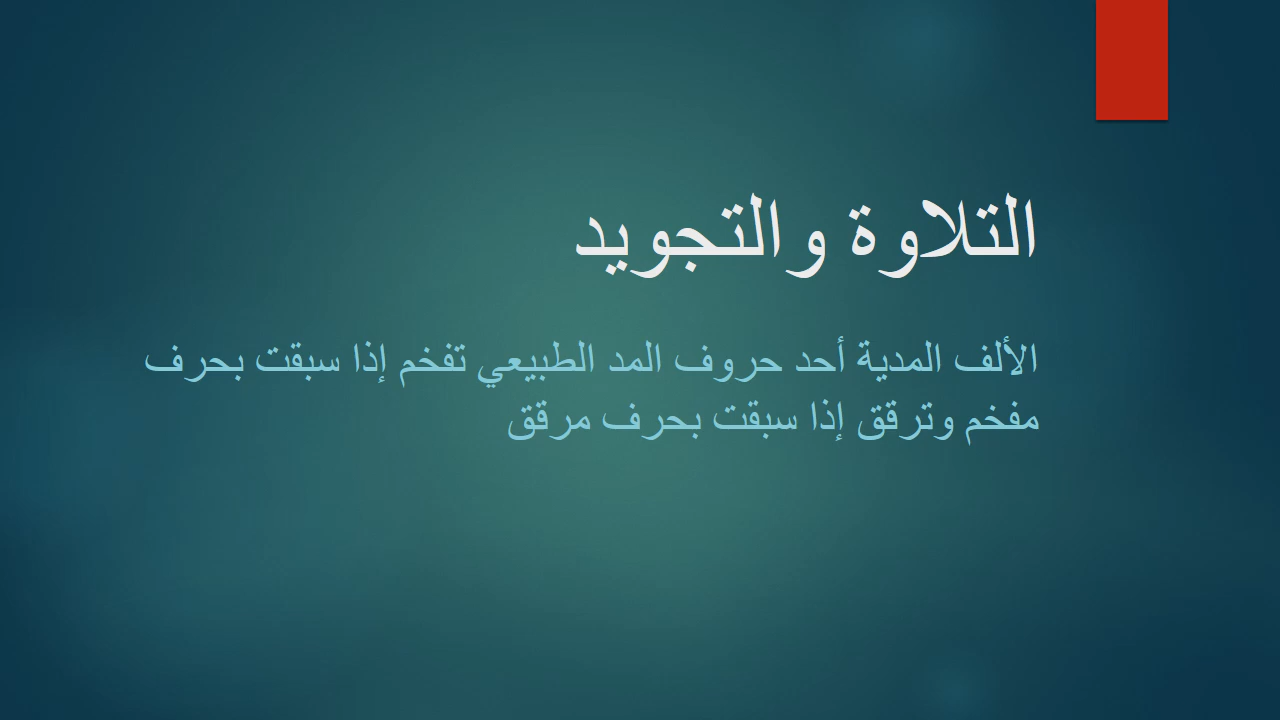 التلاوة والتجويد
الألف المدية أحد حروف المد الطبيعي تفخم إذا سبقت بحرف
مفخم وترقق إذا سبقت بحرف مرقق